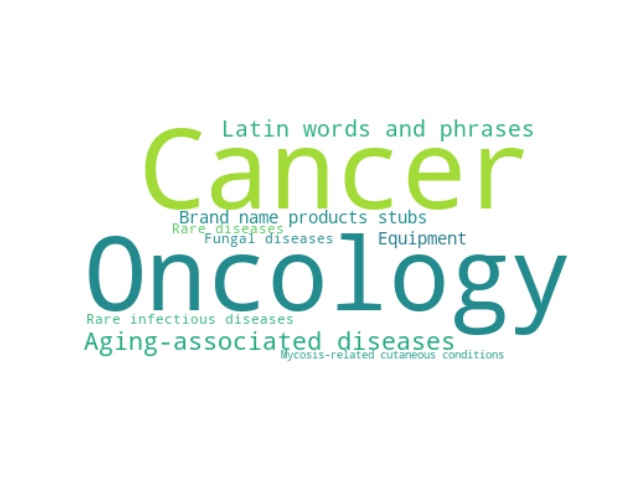 Latin words and phrases
Cancer
Brand name products stubs
Rare diseases
Fungal diseases
Equipment
Oncology
Rare infectious diseases
Aging-associated diseases
Mycosis-related cutaneous conditions